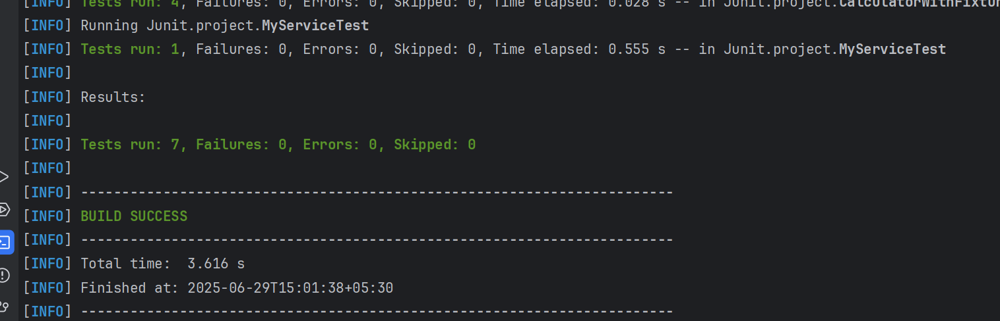 [INFO] Tests run: 4, Failures: 0, Errors: 0, Skipped: 0, Time elapsed: 0.028 s -- in Junit.project.
[INFO] Running Junit.project.MyServiceTest
[INFO] Tests run: 1, Failures: 0, Errors: 0, Skipped: 0, Time elapsed: 0.555 s -- in Junit.project.MyServiceTest
[INFO]
[INFO] Results:
[INFO]
[INFO] Tests run: 7, Failures: 0, Errors: 0, Skipped: 0
[INFO]
[INFO] ------------------------------------------------------------------------
[INFO] BUILD SUCCESS
[INFO] ------------------------------------------------------------------------
[INFO] Total time:  3.616 s
[INFO] Finished at: 2025-06-29T15:01:38+05:30
[INFO] ------------------------------------------------------------------------